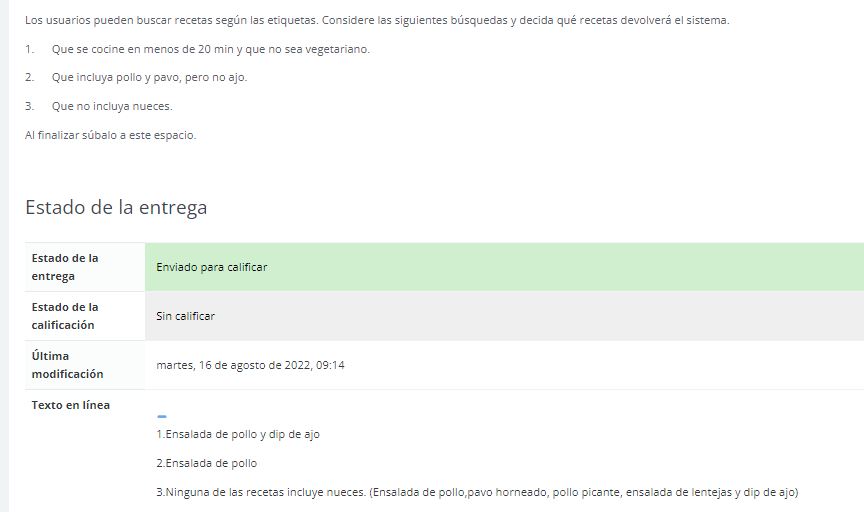 Los usuarios pueden buscar recetas según las etiquetas. Considere las siguientes búsquedas y decida qué recetas devolverá el sistema.
1. Que se cocine en menos de 20 min y que no sea vegetariano.
2. Que incluya pollo y pavo, pero no ajo.
3. Que no incluya nueces.
Al finalizar súbalo a este espacio.
Estado de la entrega
Estado de la entrega
Enviado para calificar
Estado de la calificación
Sin calificar
Última modificación
martes, 16 de agosto de 2022, 09:14
Texto en línea
1.Ensalada de pollo y dip de ajo
2.Ensalada de pollo
3.Ninguna de las recetas incluye nueces. (Ensalada de pollo,pavo horneado, pollo picante, ensalada de lentejas y dip de ajo)